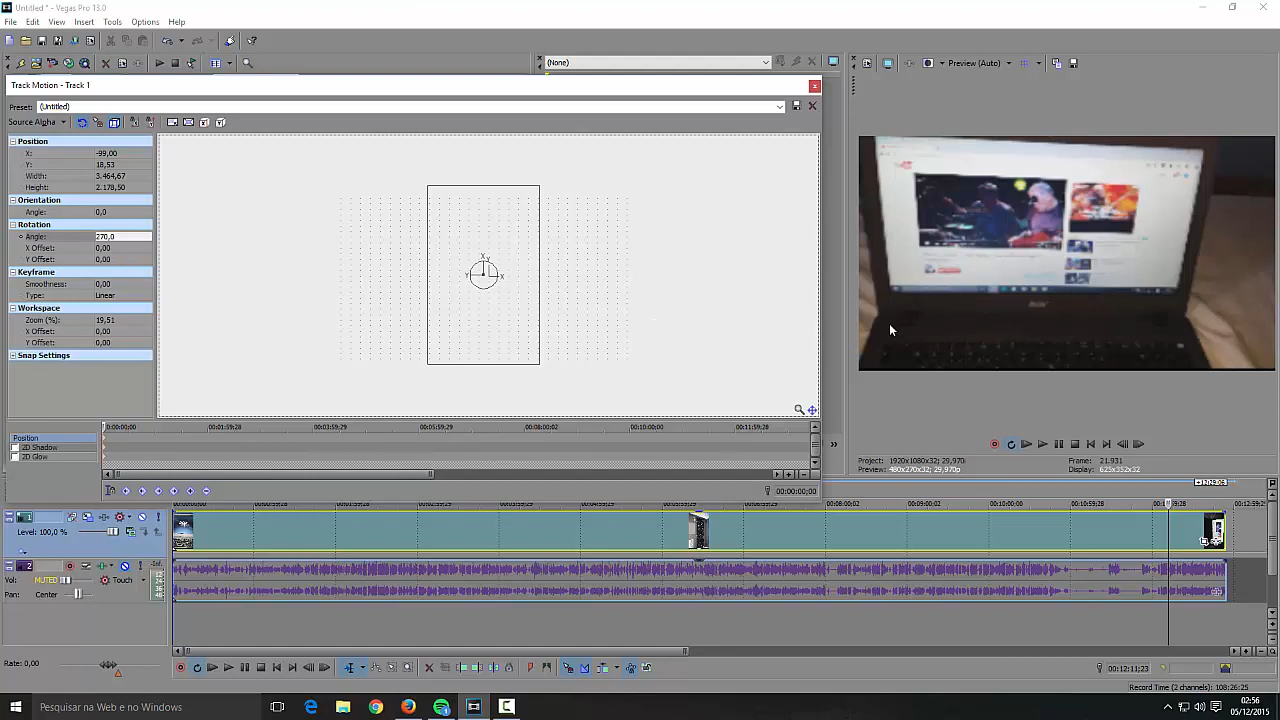 Untitled * - Vegas Pro 13.0
File Edit View Insert Tools Options Help
(None)
Preview (Auto)
Track Motion - Track 1
Preset: (Untitled)
Source Alpha
Position
X: -99,00
Y: 18,53
Width: 3.464,67
Height: 2.178,50
Orientation
Angle: 0,0
Rotation
Angle: 270,0
X Offset: 0,00
Y Offset: 0,00
Keyframe
Smoothness: 0,00
Type: Linear
Workspace
Zoom (%): 19,51
X Offset: 0,00
Y Offset: 0,00
Snap Settings
X Y
Y X
00:01:59;28 00:03:59;29 00:05:59;29 00:08:00;02 00:10:00;00 00:11:59;28
Position
2D Shadow
2D Glow
00:00:00;00
Project: 1920x1080x32; 29,970i
Preview: 480x270x32; 29,970p
Frame: 21.931
Display: 625x352x32
Level: 100,0 %
2
Vol: MUTED Touch
Pan: Center
Rate: 0,00
00:12:11;23
Record Time (2 channels): 108:26:25
Pesquisar na Web e no Windows
02:56
05/12/2015